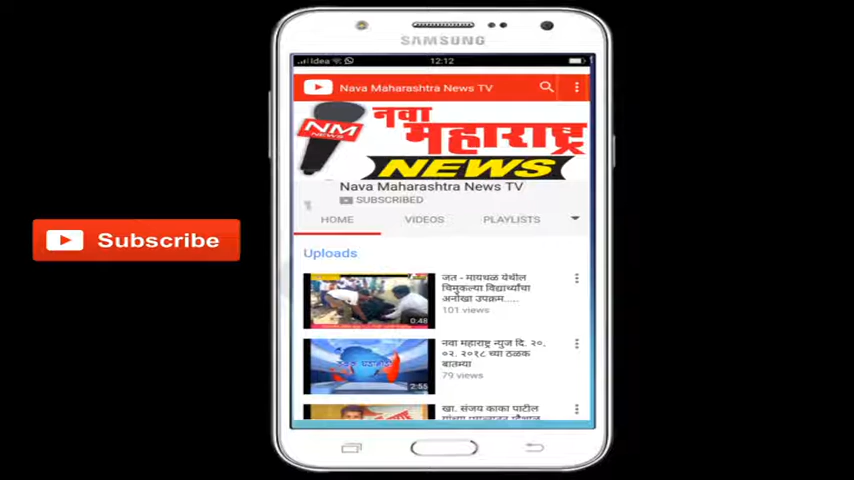 SAMSUNG
Idea
12:12
Nava Maharashtra News TV
NM
NEWS
नवा
महाराष्ट्र
NEWS
Nava Maharashtra News TV
SUBSCRIBED
HOME VIDEOS PLAYLISTS
Subscribe
Uploads
जत - मायथळ येथील
चिमुकल्या विद्यार्थ्यांचा
अनोखा उपक्रम.....
101 views
0:48
नवा महाराष्ट्र न्युज दि. २०.
०२. २०१८ च्या ठळक
बातम्या
79 views
2:55
खा. संजय काका पाटील